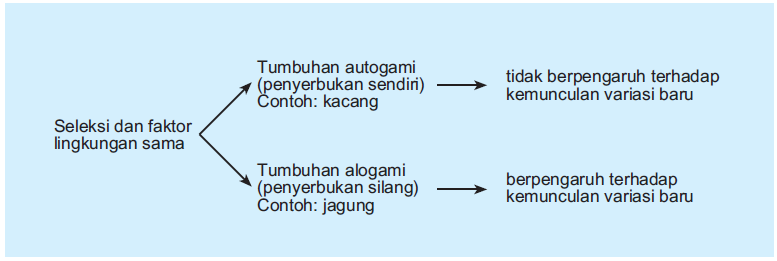 Seleksi dan faktor
lingkungan sama
Tumbuhan autogami
(penyerbukan sendiri)
Contoh: kacang
tidak berpengaruh terhadap
kemunculan variasi baru
Tumbuhan alogami
(penyerbukan silang)
Contoh: jagung
berpengaruh terhadap
kemunculan variasi baru